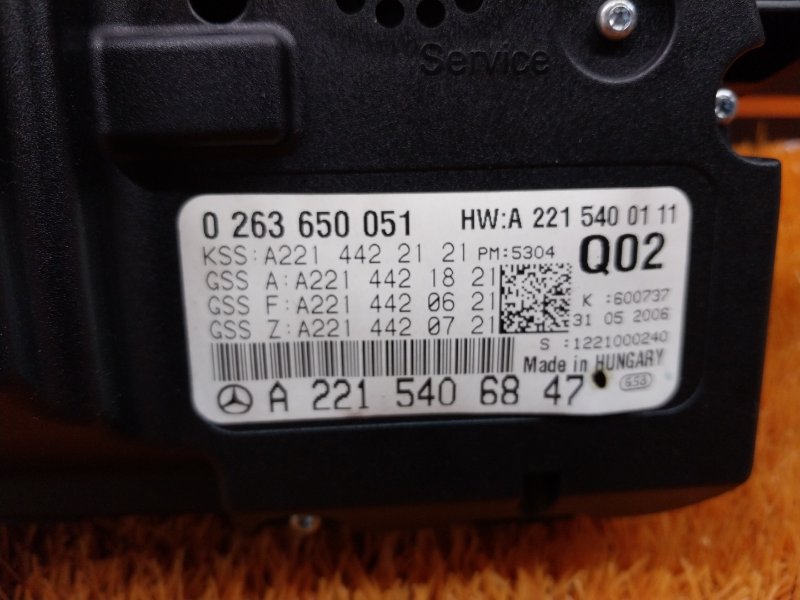 Service
0 263 650 051 HW:A 221 540 01 11
KSS:A221 442 21 21 PM:5304 Q02
GSS A:A221 442 18 21
GSS F:A221 442 06 21 K :600737
GSS Z:A221 442 07 21 31 05 2006
S :1221000240
Made in HUNGARY
A 221 540 68 47